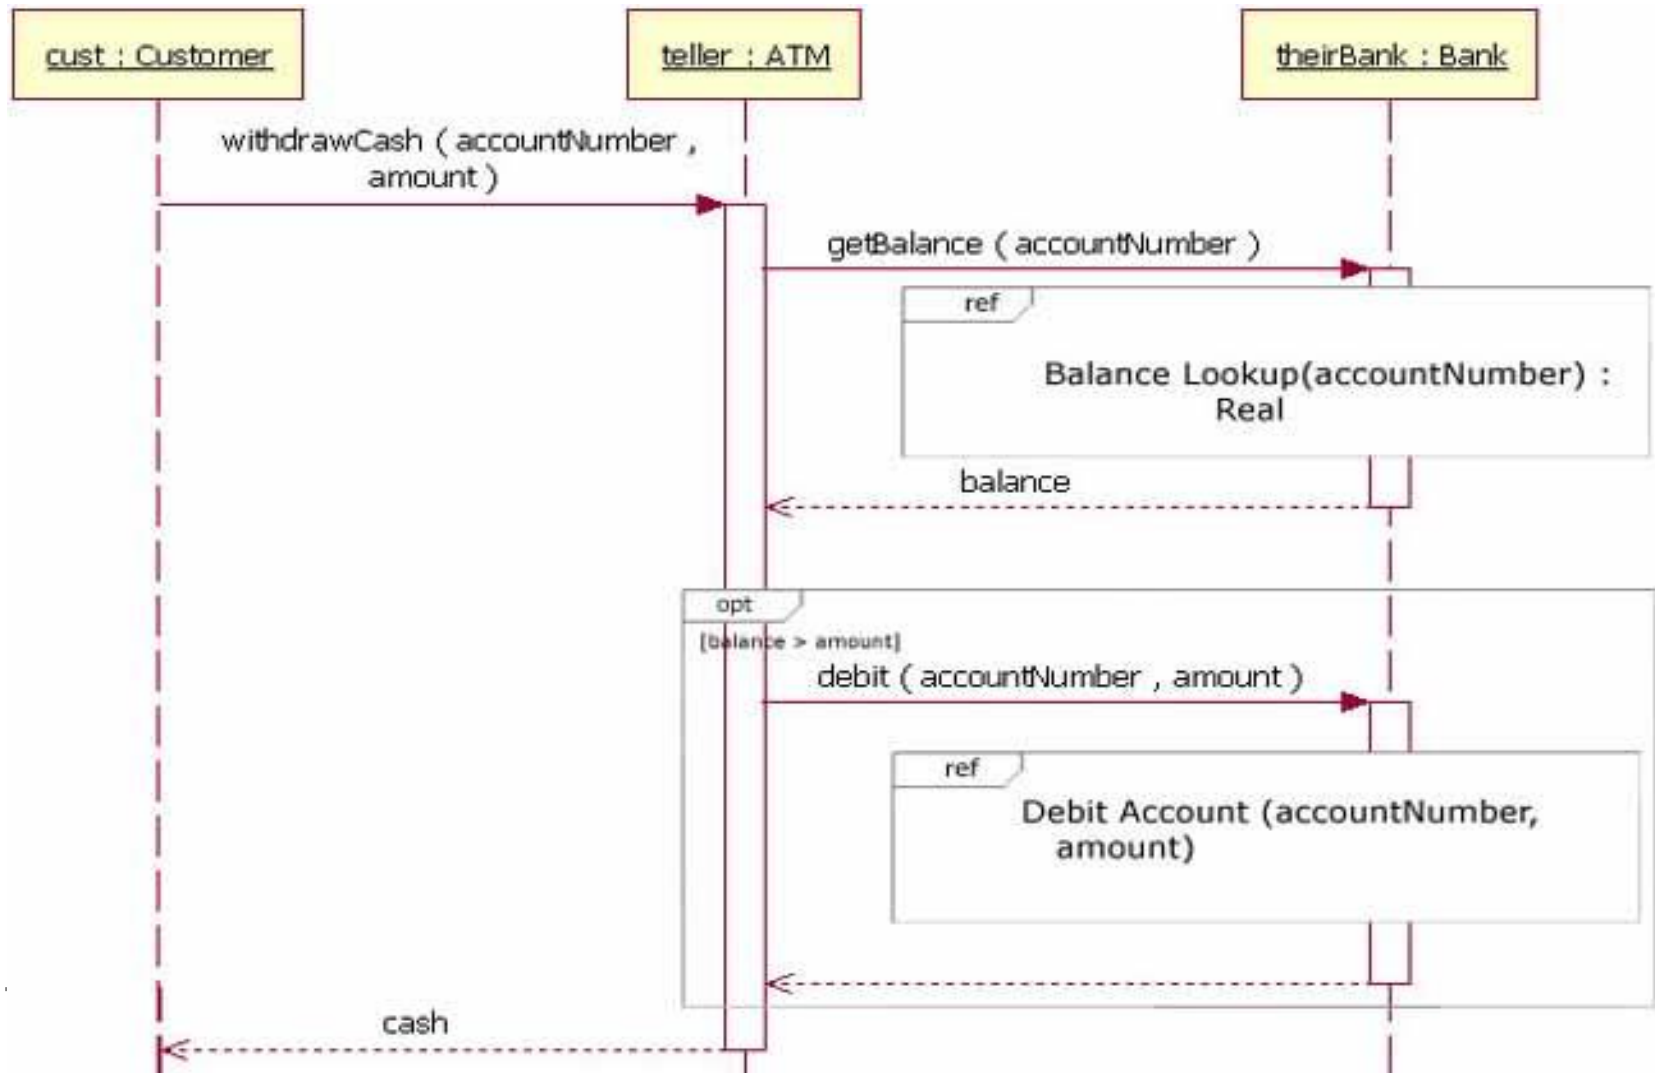 cust : Customer
teller : ATM
theirBank : Bank
withdrawCash ( accountNumber ,
amount )
getBalance ( accountNumber )
ref
Balance Lookup(accountNumber) :
Real
balance
opt
[balance > amount]
debit ( accountNumber , amount )
ref
Debit Account (accountNumber,
amount)
cash